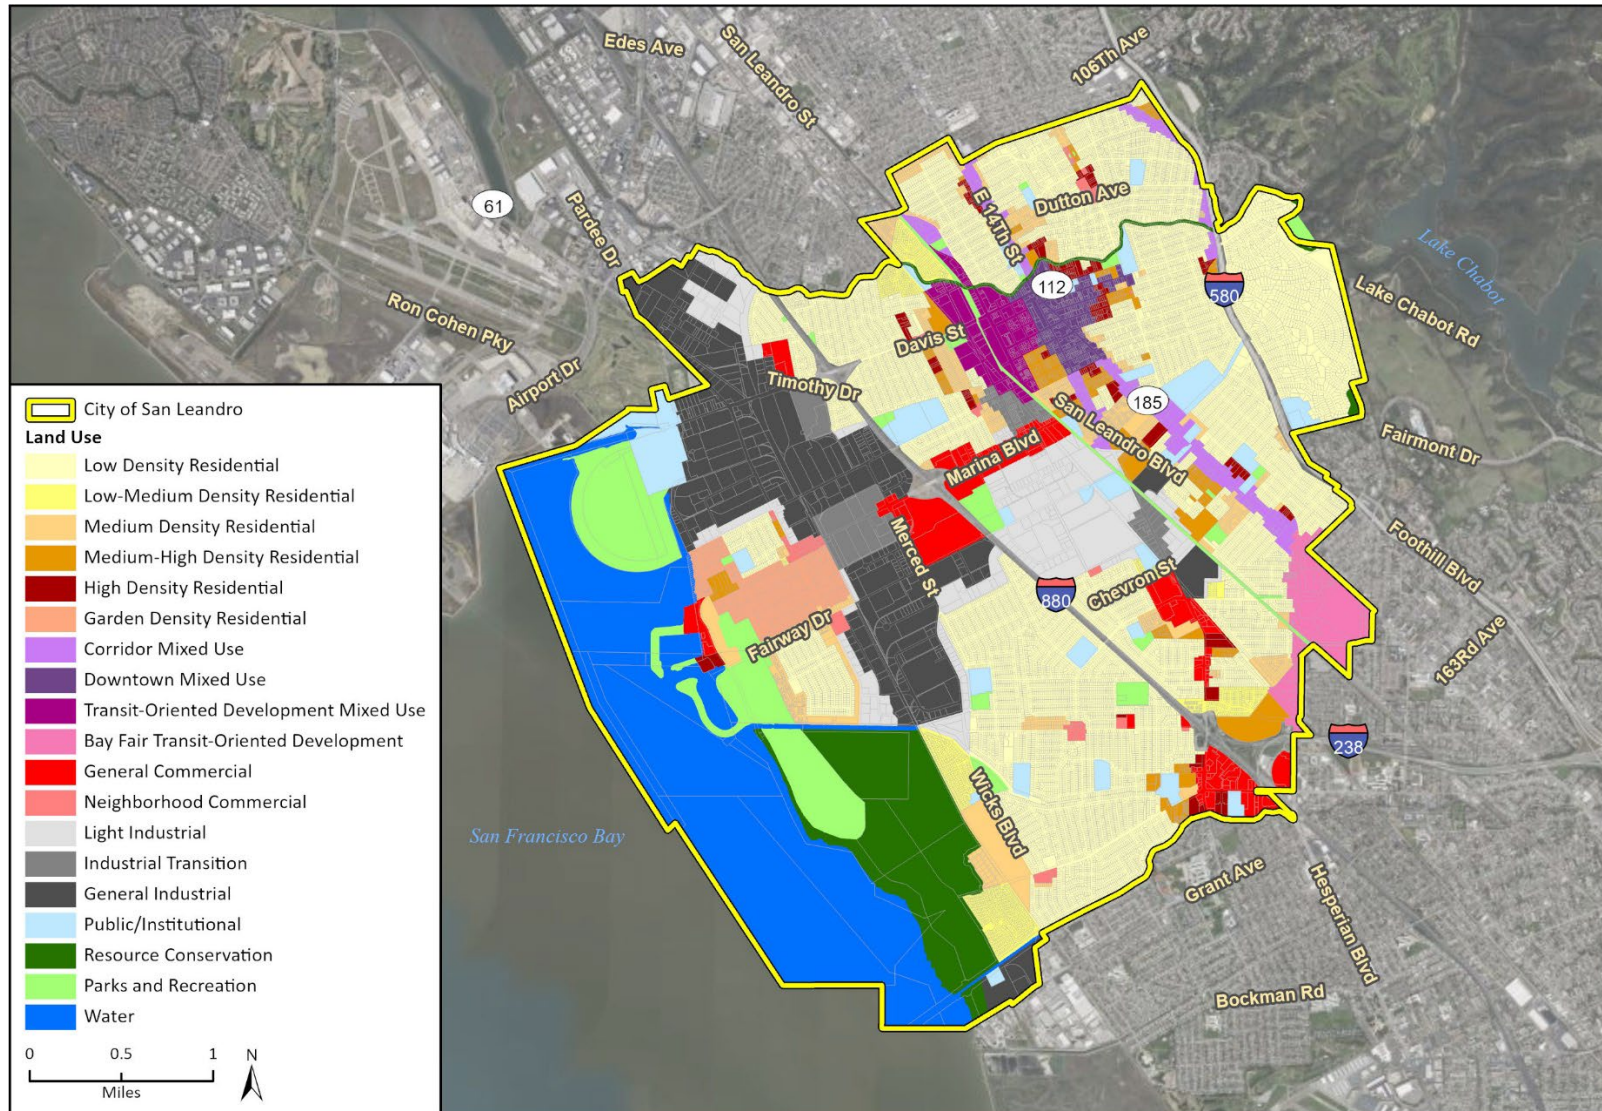 Edes Ave
San Leandro St
106Th Ave
61
Pardee Dr
E 14Th St
Dutton Ave
112
580
Lake Chabot
Lake Chabot Rd
Ron Cohen Pky
Airport Dr
Davis St
Timothy Dr
185
San Leandro Blvd
Marina Blvd
Fairmont Dr
Merced St
Foothill Blvd
Chevron St
880
Fairway Dr
163Rd Ave
238
Wicks Blvd
San Francisco Bay
Grant Ave
Hesperian Blvd
Bockman Rd
City of San Leandro
Land Use
Low Density Residential
Low-Medium Density Residential
Medium Density Residential
Medium-High Density Residential
High Density Residential
Garden Density Residential
Corridor Mixed Use
Downtown Mixed Use
Transit-Oriented Development Mixed Use
Bay Fair Transit-Oriented Development
General Commercial
Neighborhood Commercial
Light Industrial
Industrial Transition
General Industrial
Public/Institutional
Resource Conservation
Parks and Recreation
Water
0 0.5 1 N
Miles